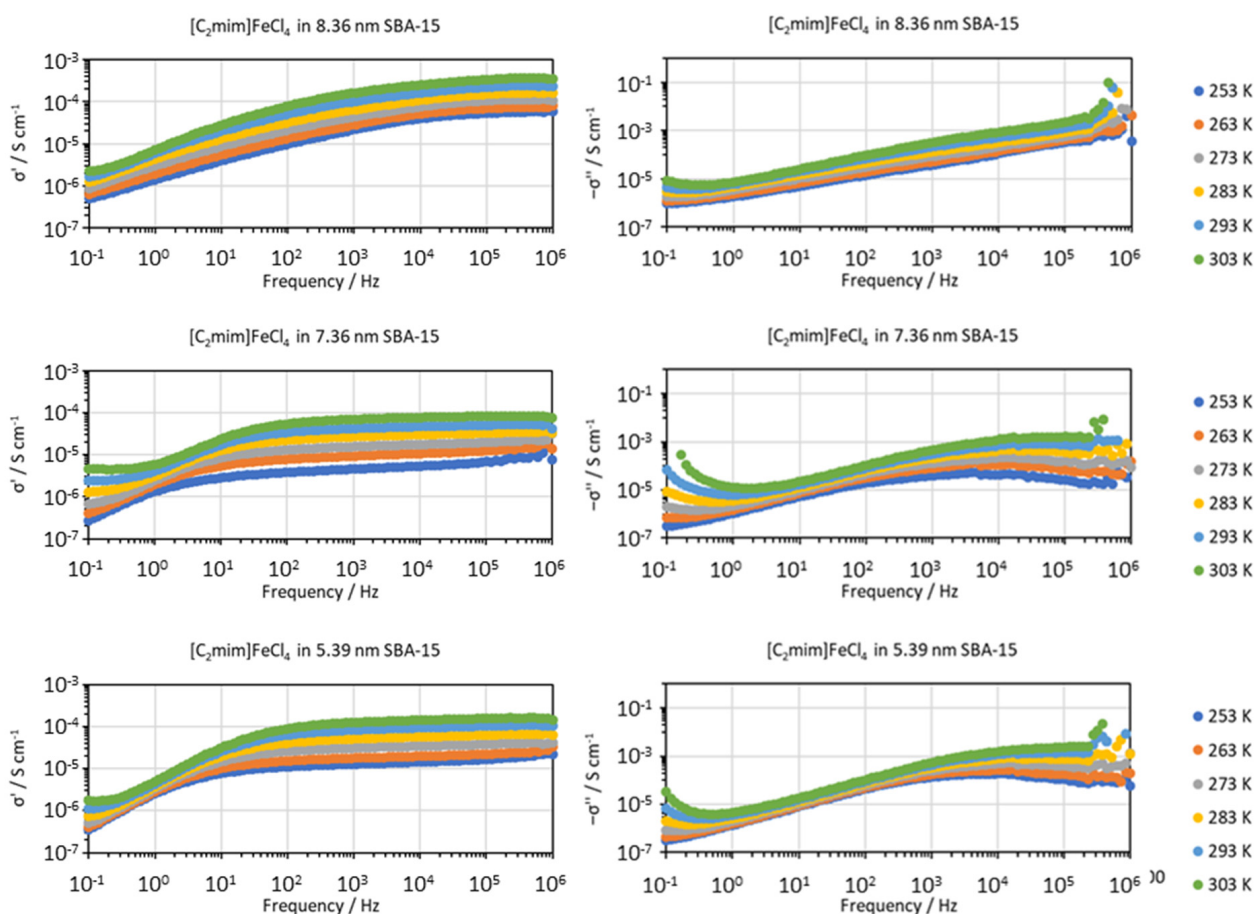 [C₂mim]FeCl₄ in 8.36 nm SBA-15
σ' / S cm⁻¹
10⁻³
10⁻⁴
10⁻⁵
10⁻⁶
10⁻⁷
10⁻¹ 10⁰ 10¹ 10² 10³ 10⁴ 10⁵ 10⁶
Frequency / Hz
[C₂mim]FeCl₄ in 8.36 nm SBA-15
−σ'' / S cm⁻¹
10⁻¹
10⁻³
10⁻⁵
10⁻⁷
10⁻¹ 10⁰ 10¹ 10² 10³ 10⁴ 10⁵ 10⁶
Frequency / Hz
253 K
263 K
273 K
283 K
293 K
303 K
[C₂mim]FeCl₄ in 7.36 nm SBA-15
σ' / S cm⁻¹
10⁻³
10⁻⁴
10⁻⁵
10⁻⁶
10⁻⁷
10⁻¹ 10⁰ 10¹ 10² 10³ 10⁴ 10⁵ 10⁶
Frequency / Hz
[C₂mim]FeCl₄ in 7.36 nm SBA-15
−σ'' / S cm⁻¹
10⁻¹
10⁻³
10⁻⁵
10⁻⁷
10⁻¹ 10⁰ 10¹ 10² 10³ 10⁴ 10⁵ 10⁶
Frequency / Hz
253 K
263 K
273 K
283 K
293 K
303 K
[C₂mim]FeCl₄ in 5.39 nm SBA-15
σ' / S cm⁻¹
10⁻³
10⁻⁴
10⁻⁵
10⁻⁶
10⁻⁷
10⁻¹ 10⁰ 10¹ 10² 10³ 10⁴ 10⁵ 10⁶
Frequency / Hz
[C₂mim]FeCl₄ in 5.39 nm SBA-15
−σ'' / S cm⁻¹
10⁻¹
10⁻³
10⁻⁵
10⁻⁷
10⁻¹ 10⁰ 10¹ 10² 10³ 10⁴ 10⁵ 10⁶
Frequency / Hz
253 K
263 K
273 K
283 K
293 K
303 K